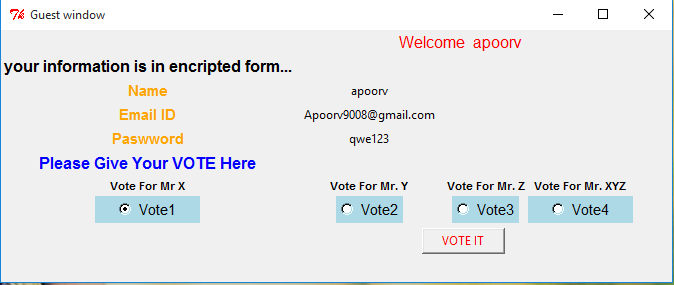 Guest window
Welcome apoorv
your information is in encripted form...
Name apoorv
Email ID Apoorv9008@gmail.com
Paswword qwe123
Please Give Your VOTE Here
Vote For Mr X Vote For Mr. Y Vote For Mr. Z Vote For Mr. XYZ
Vote1 Vote2 Vote3 Vote4
VOTE IT